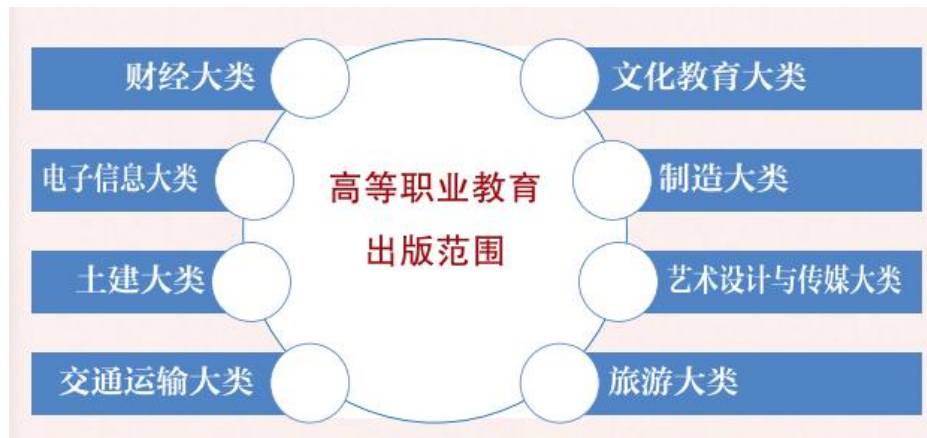 财经大类
文化教育大类
电子信息大类
制造大类
高等职业教育
出版范围
土建大类
艺术设计与传媒大类
交通运输大类
旅游大类